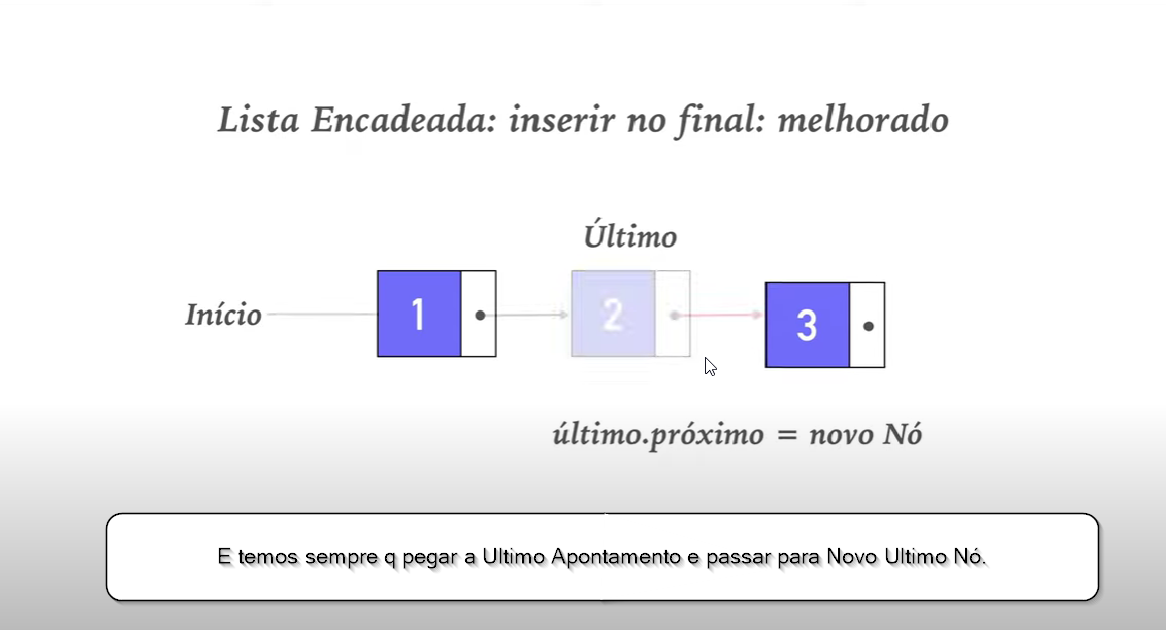 Lista Encadeada: inserir no final: melhorado
Último
Início
1
2
3
último.próximo = novo Nó
E temos sempre q pegar a Ultimo Apontamento e passar para Novo Ultimo Nó.